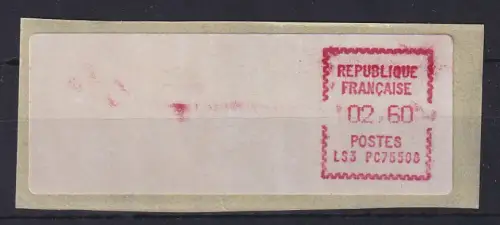 REPUBLIQUE
FRANÇAISE
02,60
POSTES
LS3 PC75508